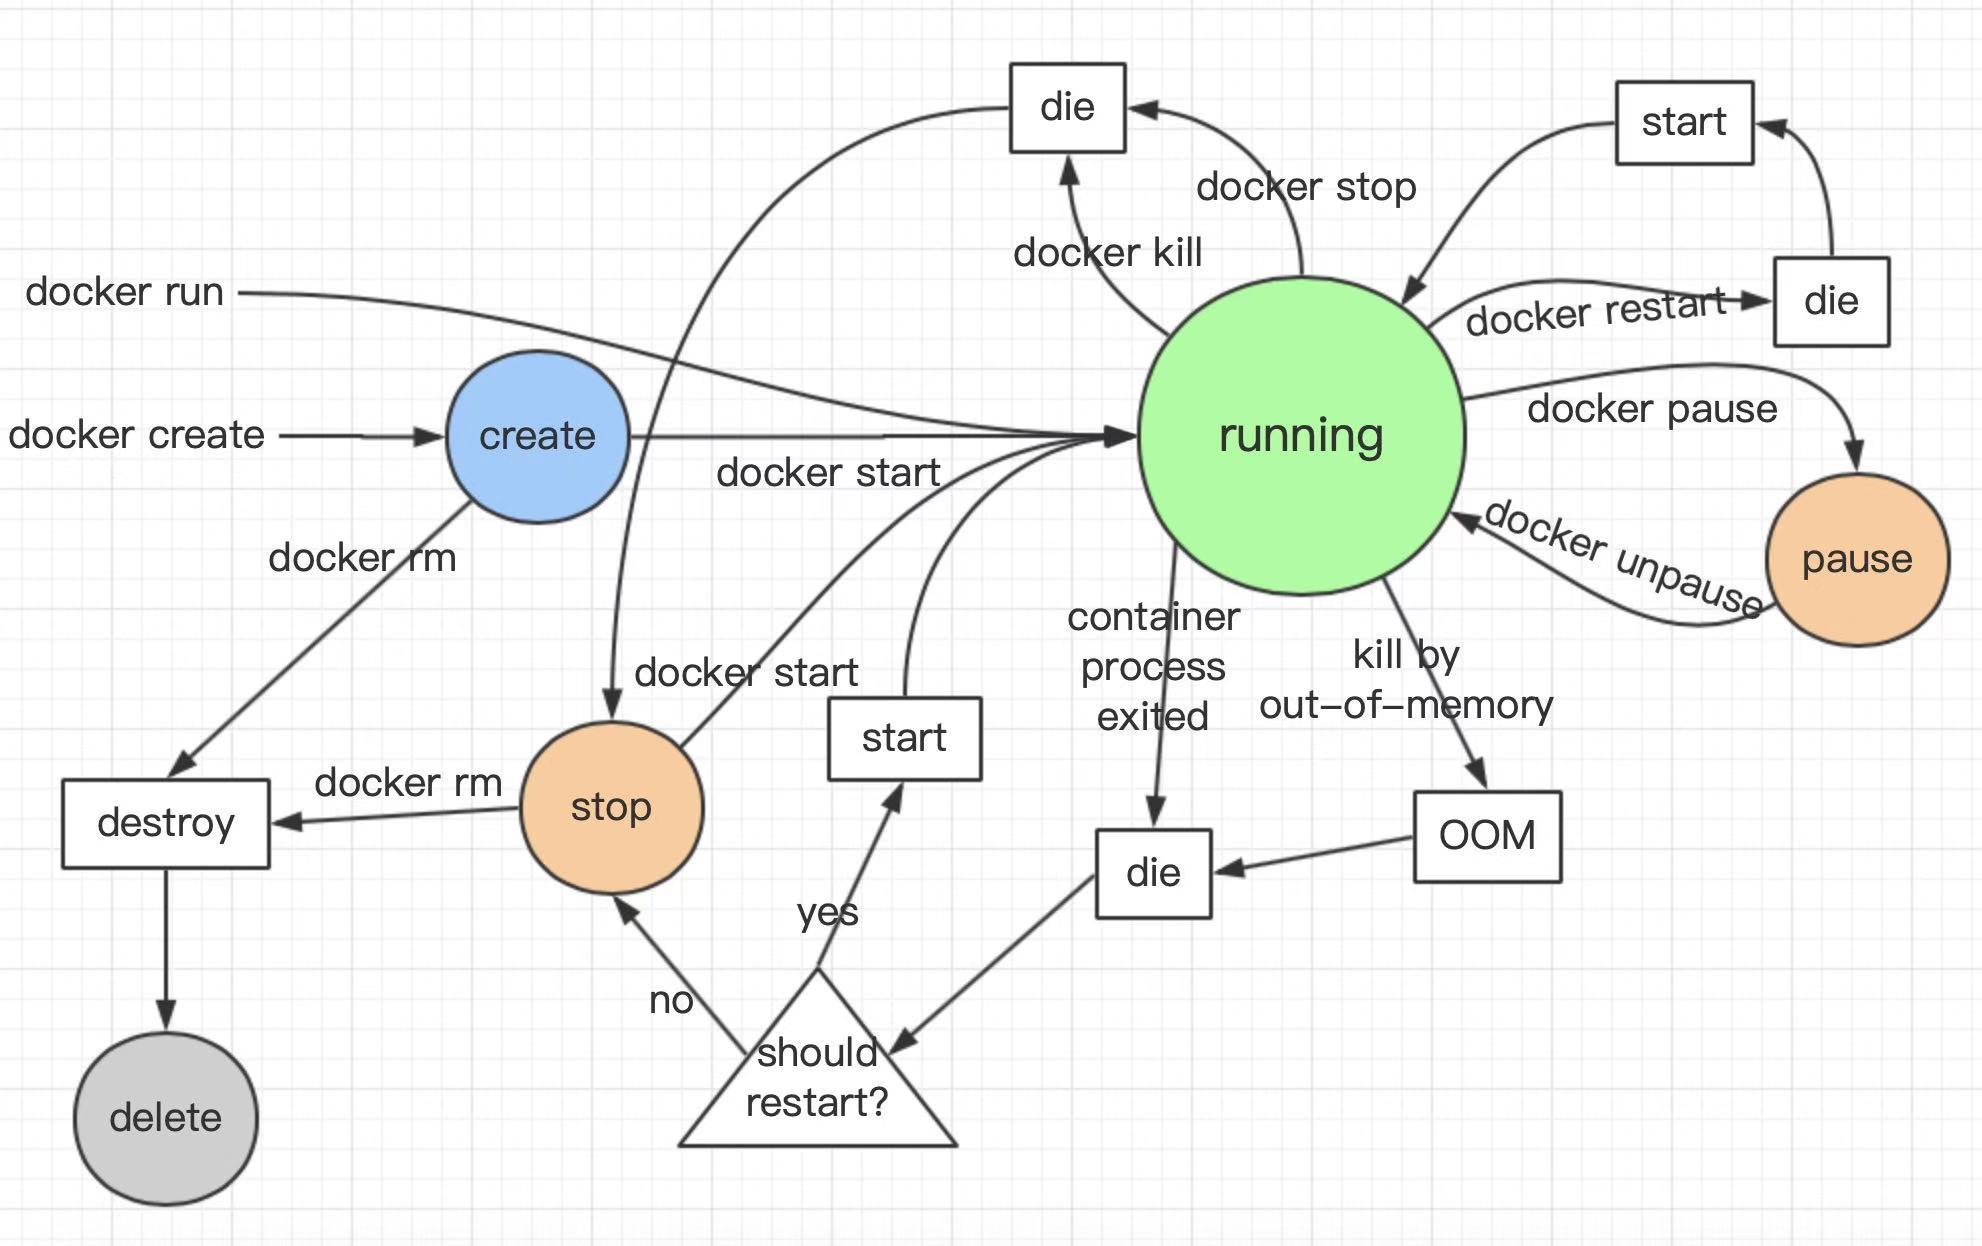 die
start
docker stop
docker kill
docker run
docker restart
die
docker create
create
docker start
running
docker pause
docker rm
docker unpause
pause
container
process
exited
kill by
out-of-memory
docker start
start
docker rm
destroy
stop
OOM
die
yes
no
should
restart?
delete